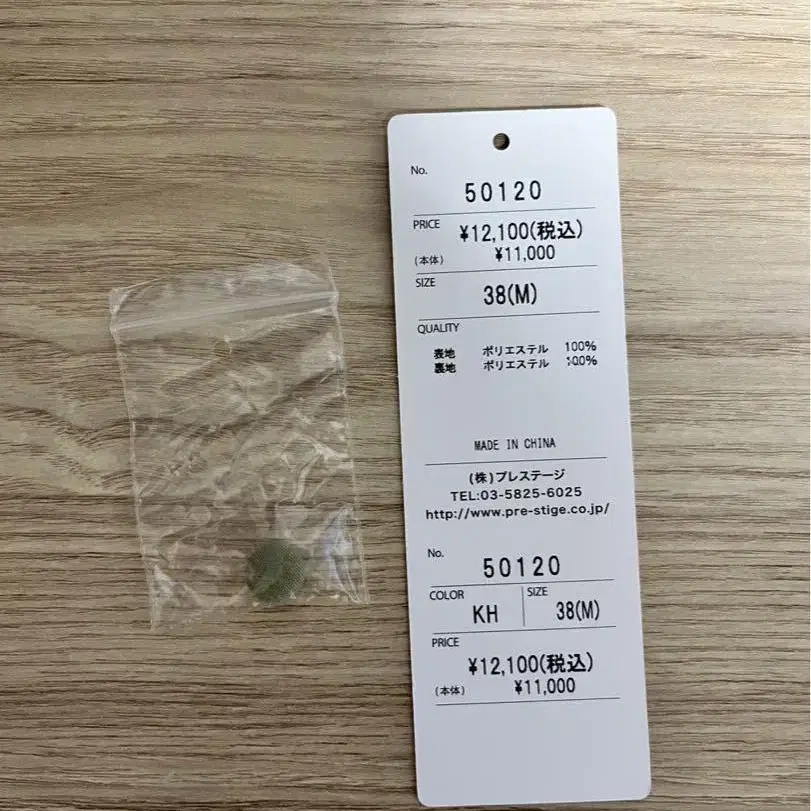 No.
50120
PRICE
¥12,100(税込)
(本体) ¥11,000
SIZE
38(M)
QUALITY
表地 ポリエステル 100%
裏地 ポリエステル 100%
MADE IN CHINA
(株)プレステージ
TEL:03-5825-6025
http://www.pre-stige.co.jp/
No.
50120
COLOR SIZE
KH 38(M)
PRICE
¥12,100(税込)
(本体) ¥11,000